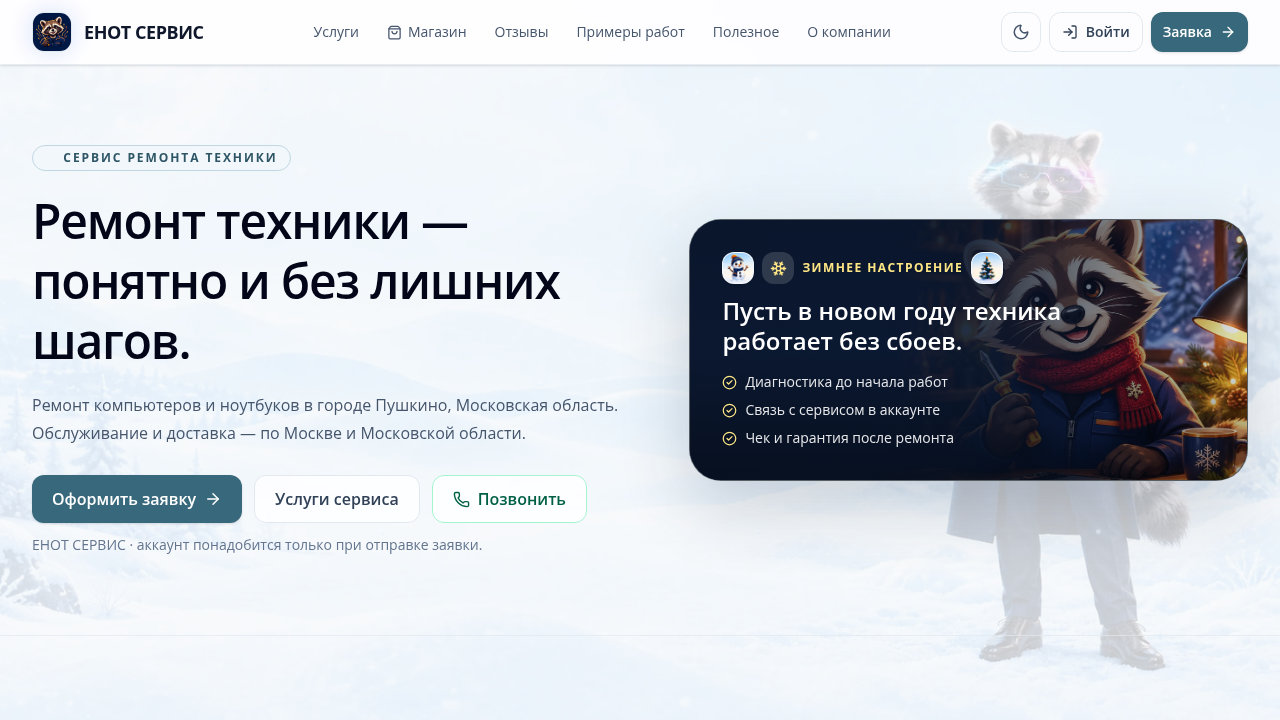 ЕНОТ СЕРВИС
Услуги
Магазин
Отзывы
Примеры работ
Полезное
О компании
Войти
Заявка
СЕРВИС РЕМОНТА ТЕХНИКИ
Ремонт техники —
понятно и без лишних
шагов.
Ремонт компьютеров и ноутбуков в городе Пушкино, Московская область.
Обслуживание и доставка — по Москве и Московской области.
Оформить заявку
Услуги сервиса
Позвонить
ЕНОТ СЕРВИС · аккаунт понадобится только при отправке заявки.
ЗИМНЕЕ НАСТРОЕНИЕ
Пусть в новом году техника
работает без сбоев.
Диагностика до начала работ
Связь с сервисом в аккаунте
Чек и гарантия после ремонта